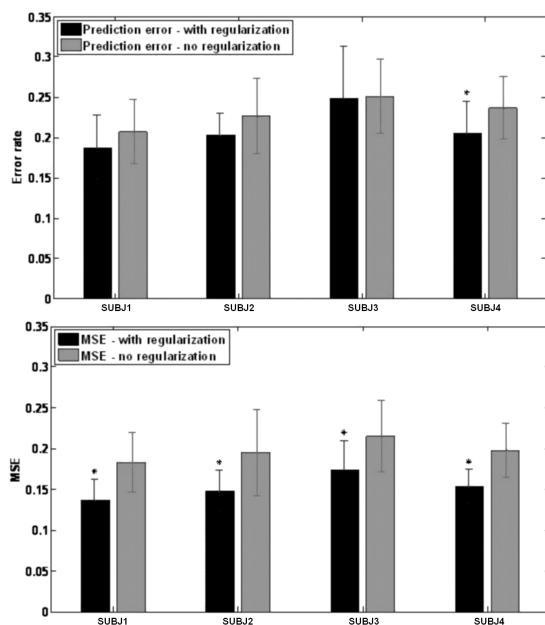 0.35
Prediction error - with regularization
Prediction error - no regularization
0.3
0.25
*
0.2
Error rate
0.15
0.1
0.05
0
SUBJ1 SUBJ2 SUBJ3 SUBJ4
0.35
MSE - with regularization
MSE - no regularization
0.3
0.25
*
0.2
* * *
MSE
0.15
0.1
0.05
0
SUBJ1 SUBJ2 SUBJ3 SUBJ4